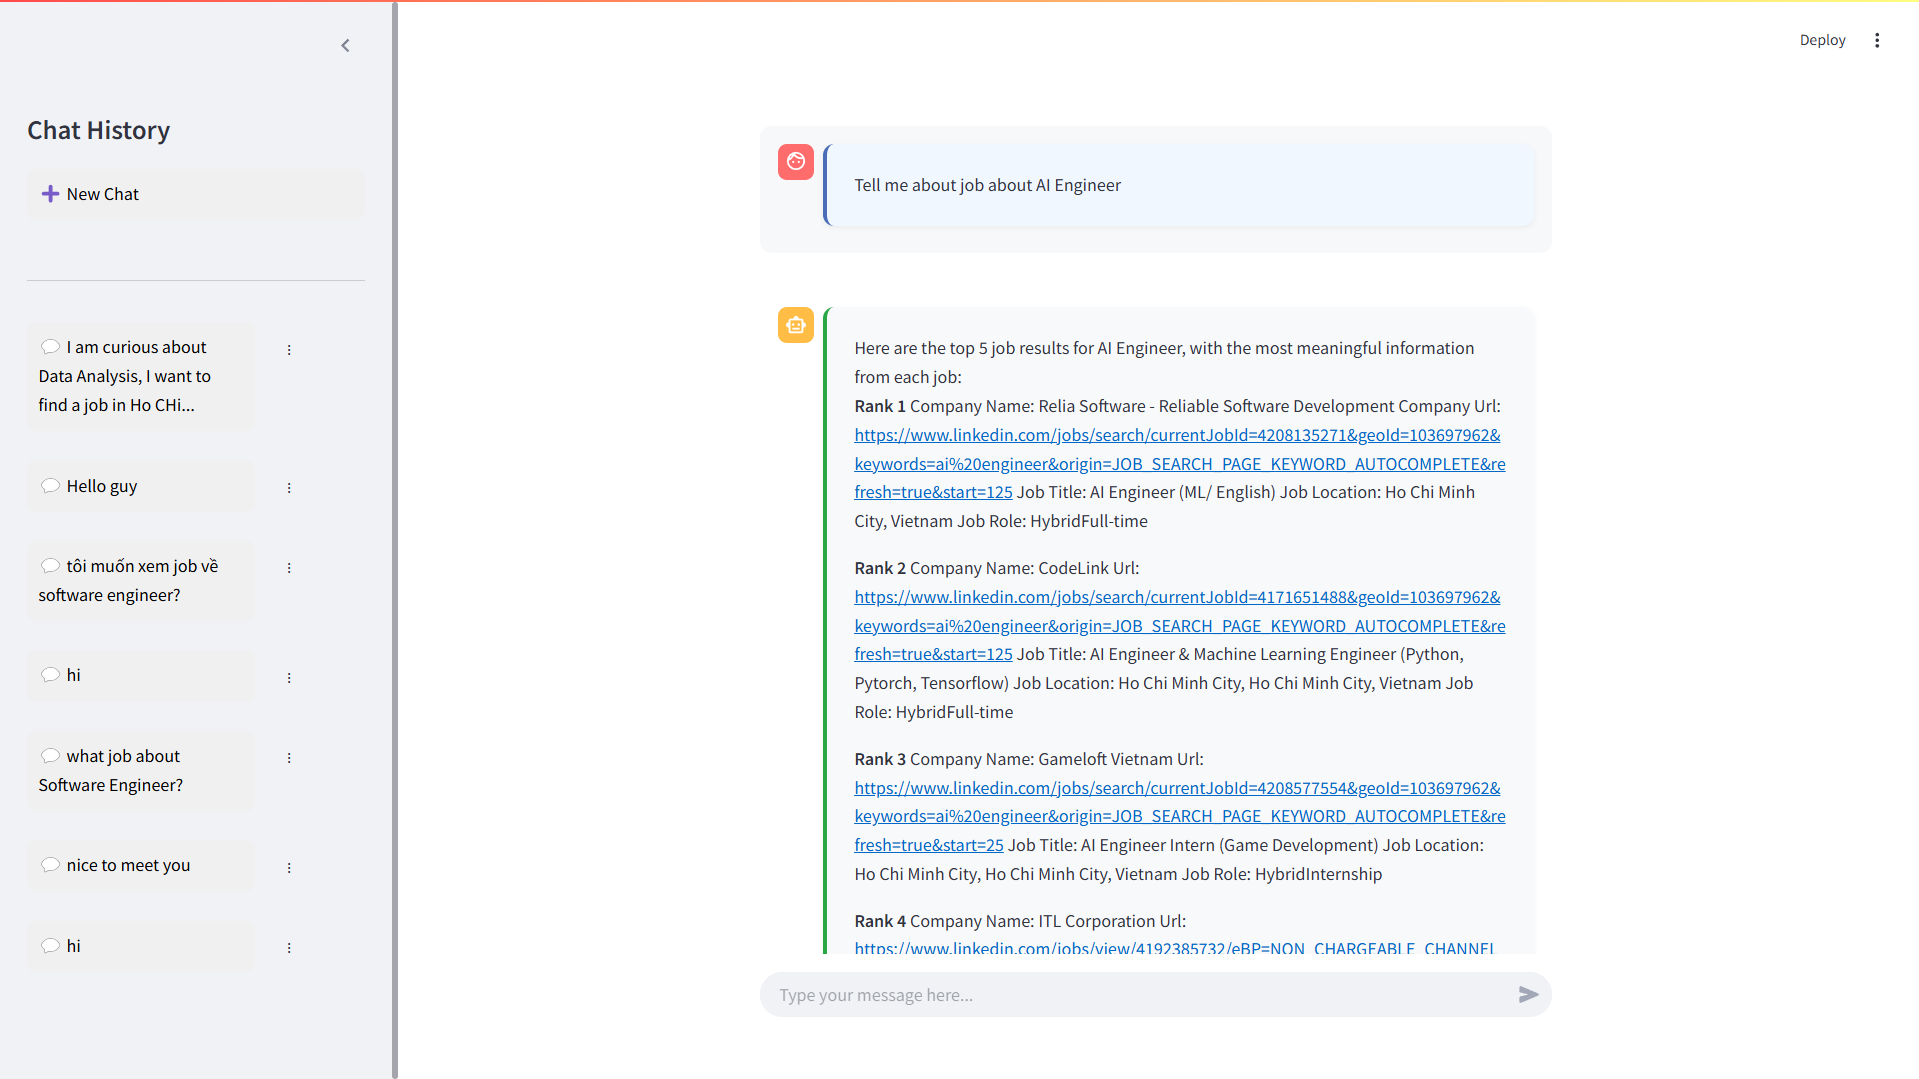 Deploy
Chat History
New Chat
I am curious about
Data Analysis, I want to
find a job in Ho CHi...
Hello guy
tôi muốn xem job về
software engineer?
hi
what job about
Software Engineer?
nice to meet you
hi
Tell me about job about AI Engineer
Here are the top 5 job results for AI Engineer, with the most meaningful information
from each job:
Rank 1 Company Name: Relia Software - Reliable Software Development Company Url:
https://www.linkedin.com/jobs/search/currentJobId=4208135271&geoId=103697962&
keywords=ai%20engineer&origin=JOB_SEARCH_PAGE_KEYWORD_AUTOCOMPLETE&re
fresh=true&start=125 Job Title: AI Engineer (ML/ English) Job Location: Ho Chi Minh
City, Vietnam Job Role: HybridFull-time
Rank 2 Company Name: CodeLink Url:
https://www.linkedin.com/jobs/search/currentJobId=4171651488&geoId=103697962&
keywords=ai%20engineer&origin=JOB_SEARCH_PAGE_KEYWORD_AUTOCOMPLETE&re
fresh=true&start=125 Job Title: AI Engineer & Machine Learning Engineer (Python,
Pytorch, Tensorflow) Job Location: Ho Chi Minh City, Ho Chi Minh City, Vietnam Job
Role: HybridFull-time
Rank 3 Company Name: Gameloft Vietnam Url:
https://www.linkedin.com/jobs/search/currentJobId=4208577554&geoId=103697962&
keywords=ai%20engineer&origin=JOB_SEARCH_PAGE_KEYWORD_AUTOCOMPLETE&re
fresh=true&start=25 Job Title: AI Engineer Intern (Game Development) Job Location:
Ho Chi Minh City, Ho Chi Minh City, Vietnam Job Role: HybridInternship
Rank 4 Company Name: ITL Corporation Url:
https://www.linkedin.com/jobs/view/4192385732/eBP=NON_CHARGEABLE_CHANNEL
Type your message here...